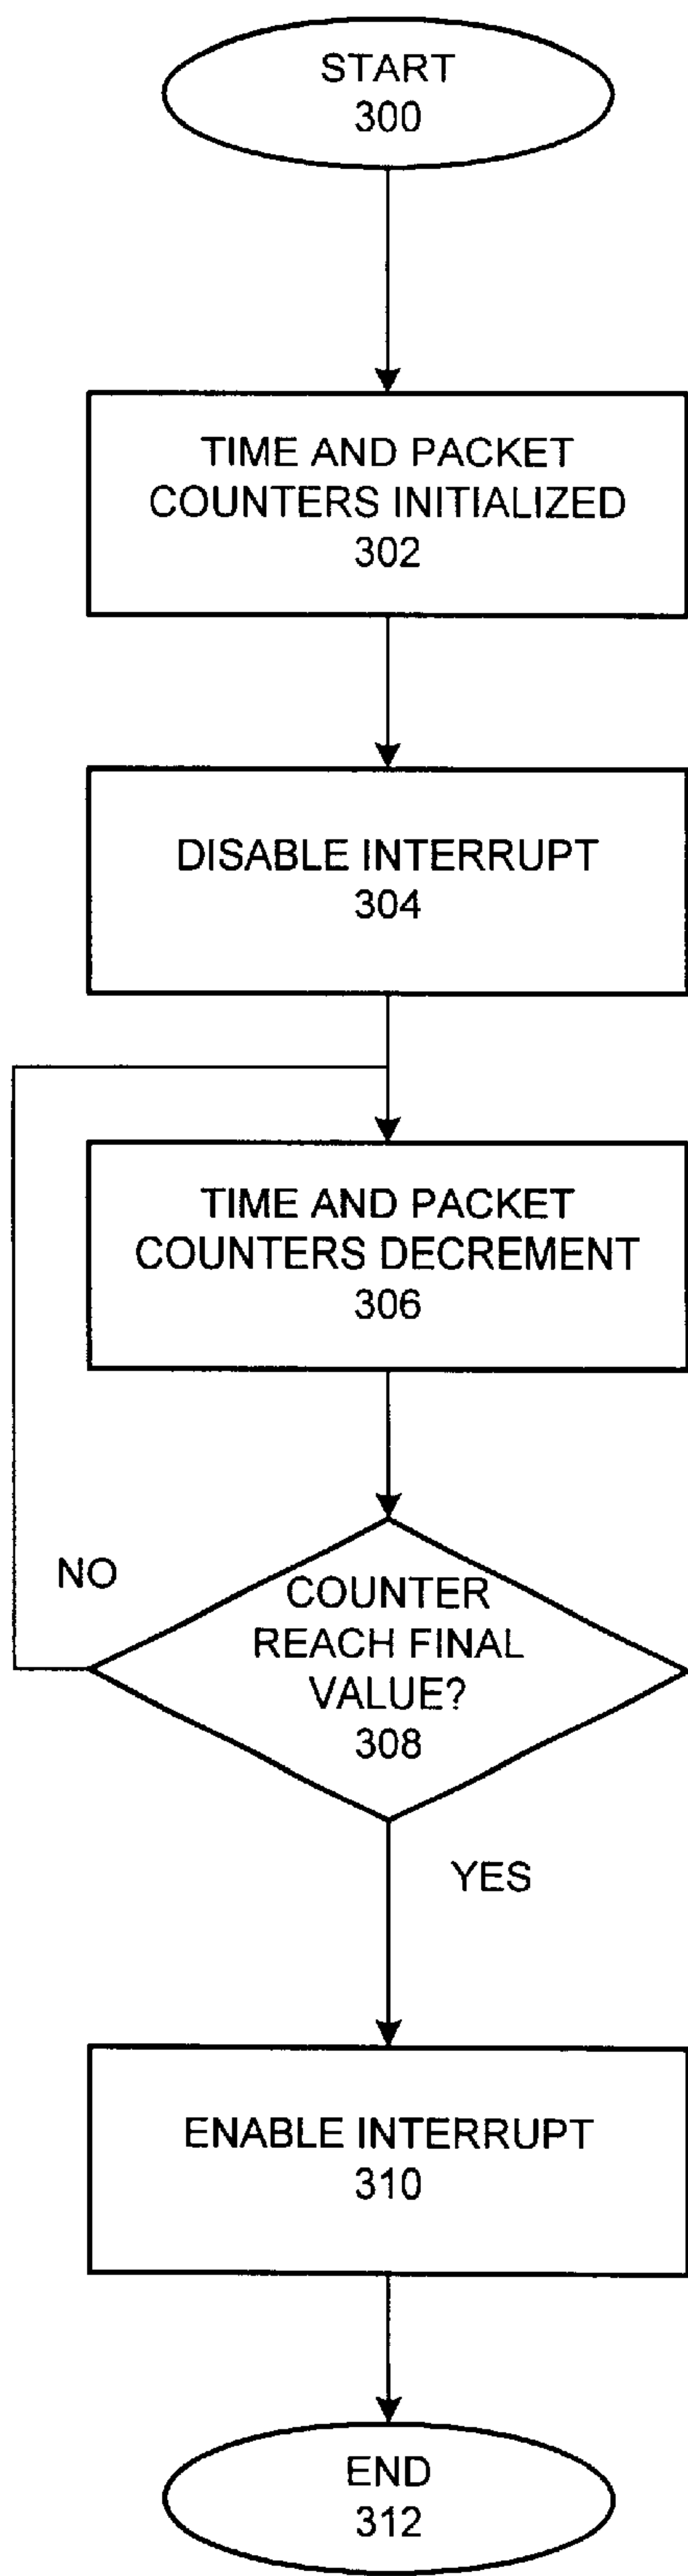 START
300
TIME AND PACKET
COUNTERS INITIALIZED
302
DISABLE INTERRUPT
304
TIME AND PACKET
COUNTERS DECREMENT
306
NO
COUNTER
REACH FINAL
VALUE?
308
YES
ENABLE INTERRUPT
310
END
312